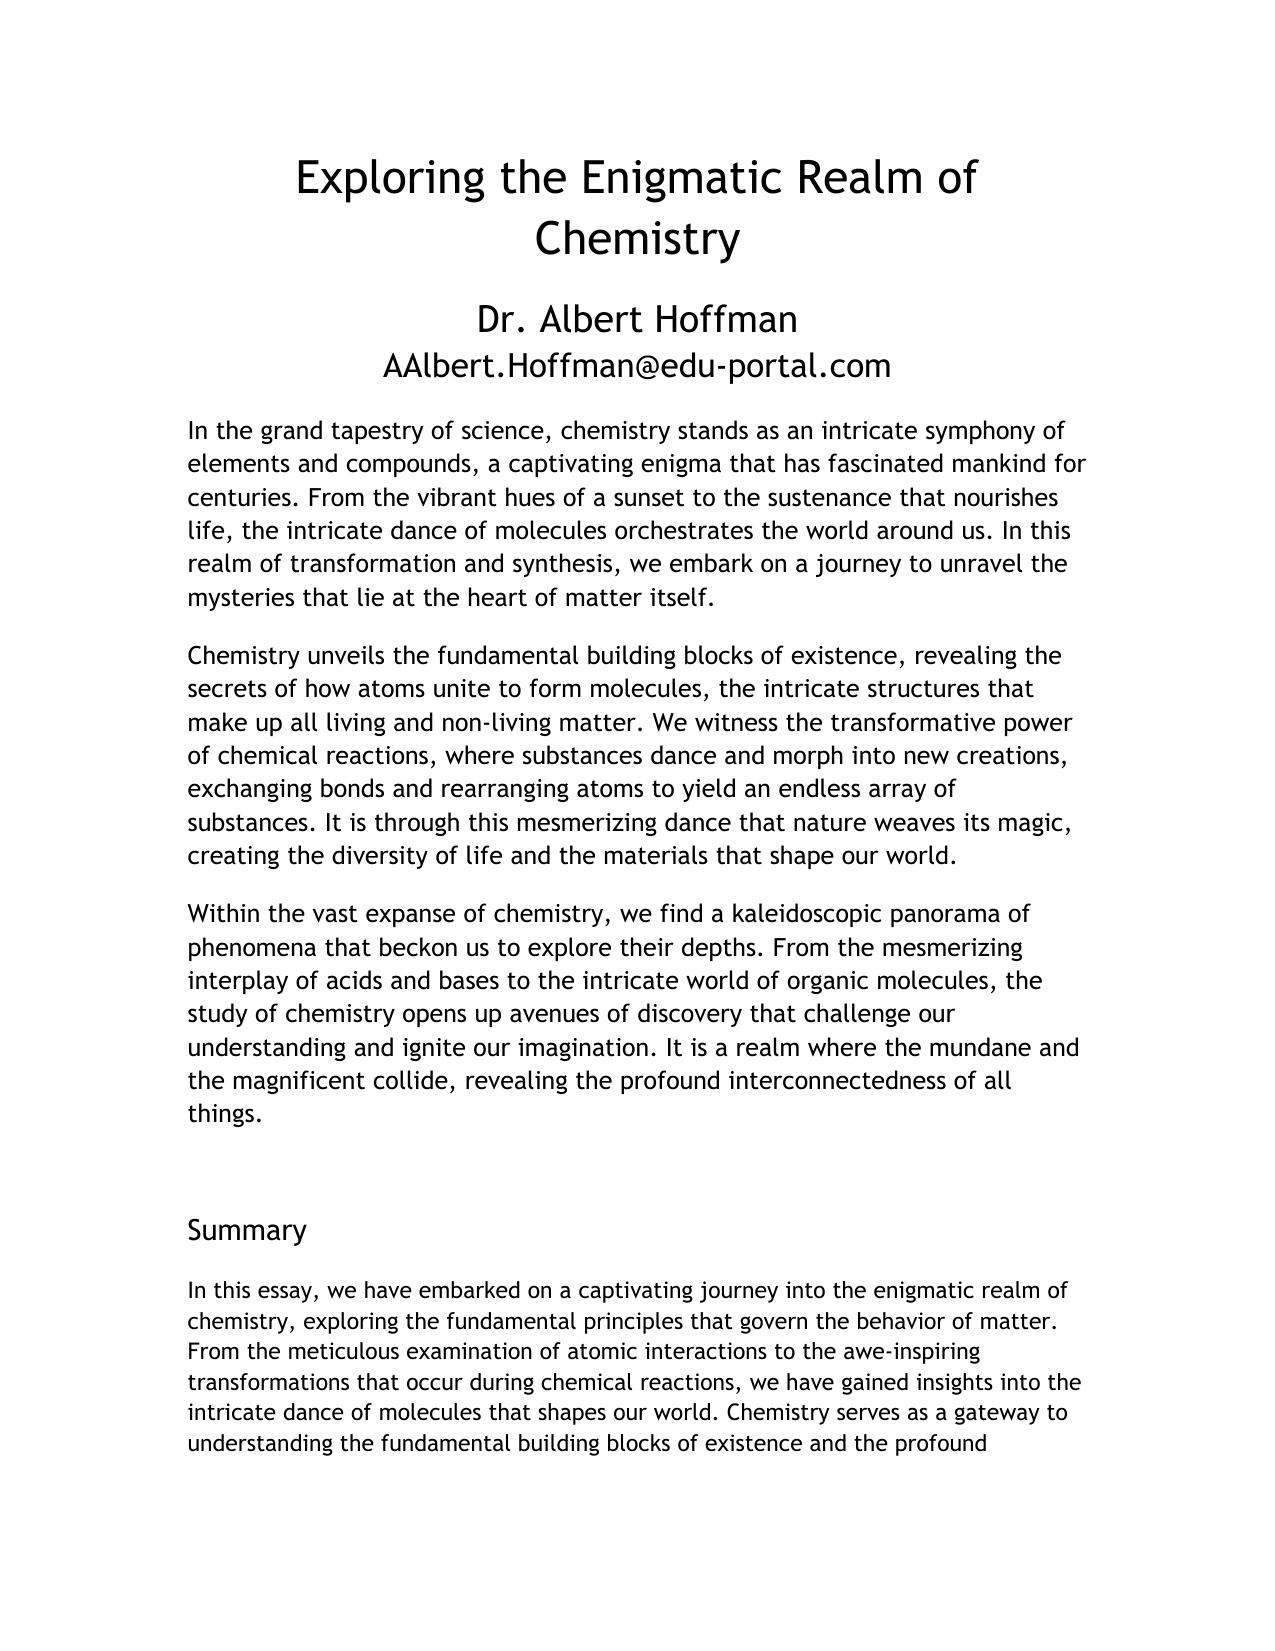 Exploring the Enigmatic Realm of
Chemistry
Dr. Albert Hoffman
AAlbert.Hoffman@edu-portal.com
In the grand tapestry of science, chemistry stands as an intricate symphony of
elements and compounds, a captivating enigma that has fascinated mankind for
centuries. From the vibrant hues of a sunset to the sustenance that nourishes
life, the intricate dance of molecules orchestrates the world around us. In this
realm of transformation and synthesis, we embark on a journey to unravel the
mysteries that lie at the heart of matter itself.
Chemistry unveils the fundamental building blocks of existence, revealing the
secrets of how atoms unite to form molecules, the intricate structures that
make up all living and non-living matter. We witness the transformative power
of chemical reactions, where substances dance and morph into new creations,
exchanging bonds and rearranging atoms to yield an endless array of
substances. It is through this mesmerizing dance that nature weaves its magic,
creating the diversity of life and the materials that shape our world.
Within the vast expanse of chemistry, we find a kaleidoscopic panorama of
phenomena that beckon us to explore their depths. From the mesmerizing
interplay of acids and bases to the intricate world of organic molecules, the
study of chemistry opens up avenues of discovery that challenge our
understanding and ignite our imagination. It is a realm where the mundane and
the magnificent collide, revealing the profound interconnectedness of all
things.
Summary
In this essay, we have embarked on a captivating journey into the enigmatic realm of
chemistry, exploring the fundamental principles that govern the behavior of matter.
From the meticulous examination of atomic interactions to the awe-inspiring
transformations that occur during chemical reactions, we have gained insights into the
intricate dance of molecules that shapes our world. Chemistry serves as a gateway to
understanding the fundamental building blocks of existence and the profound